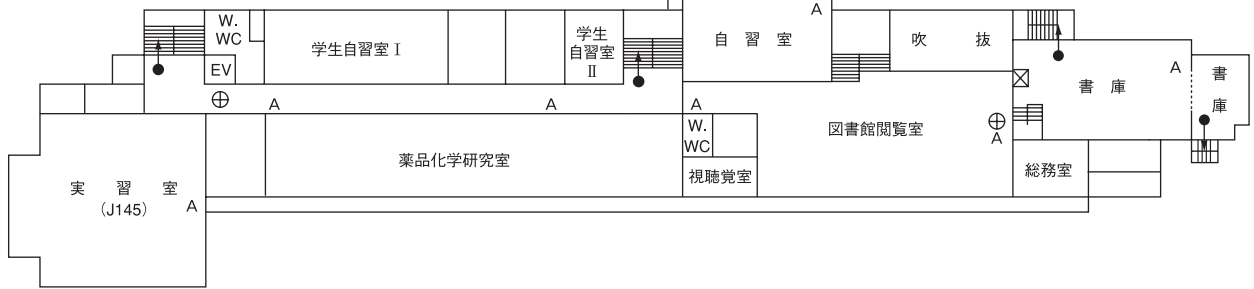 W.
WC
学生自習室Ⅰ
学生
自習室
Ⅱ
自習室
A
吹抜
EV
A
A
A
A
書庫
書
庫
W.
WC
図書館閲覧室
A
薬品化学研究室
視聴覚室
総務室
実習室
(J145)
A